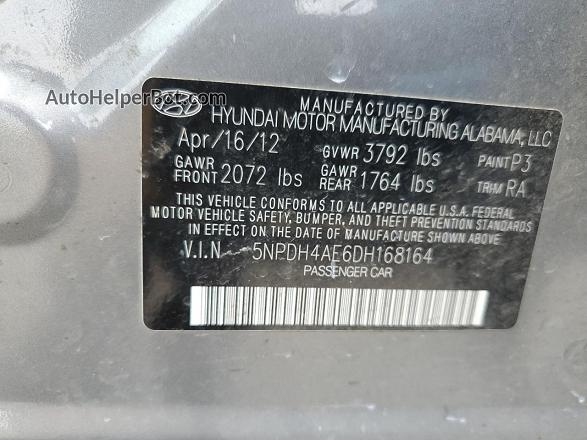 AutoHelperBot.com
MANUFACTURED BY
HYUNDAI MOTOR MANUFACTURING ALABAMA, LLC
Apr/16/12 GVWR 3792 lbs PAINT P3
GAWR FRONT 2072 lbs GAWR REAR 1764 lbs TRIM RA
THIS VEHICLE CONFORMS TO ALL APPLICABLE U.S.A. FEDERAL
MOTOR VEHICLE SAFETY, BUMPER, AND THEFT PREVENTION
STANDARDS IN EFFECT ON THE DATE OF MANUFACTURE SHOWN ABOVE.
V.I.N 5NPDH4AE6DH168164
PASSENGER CAR